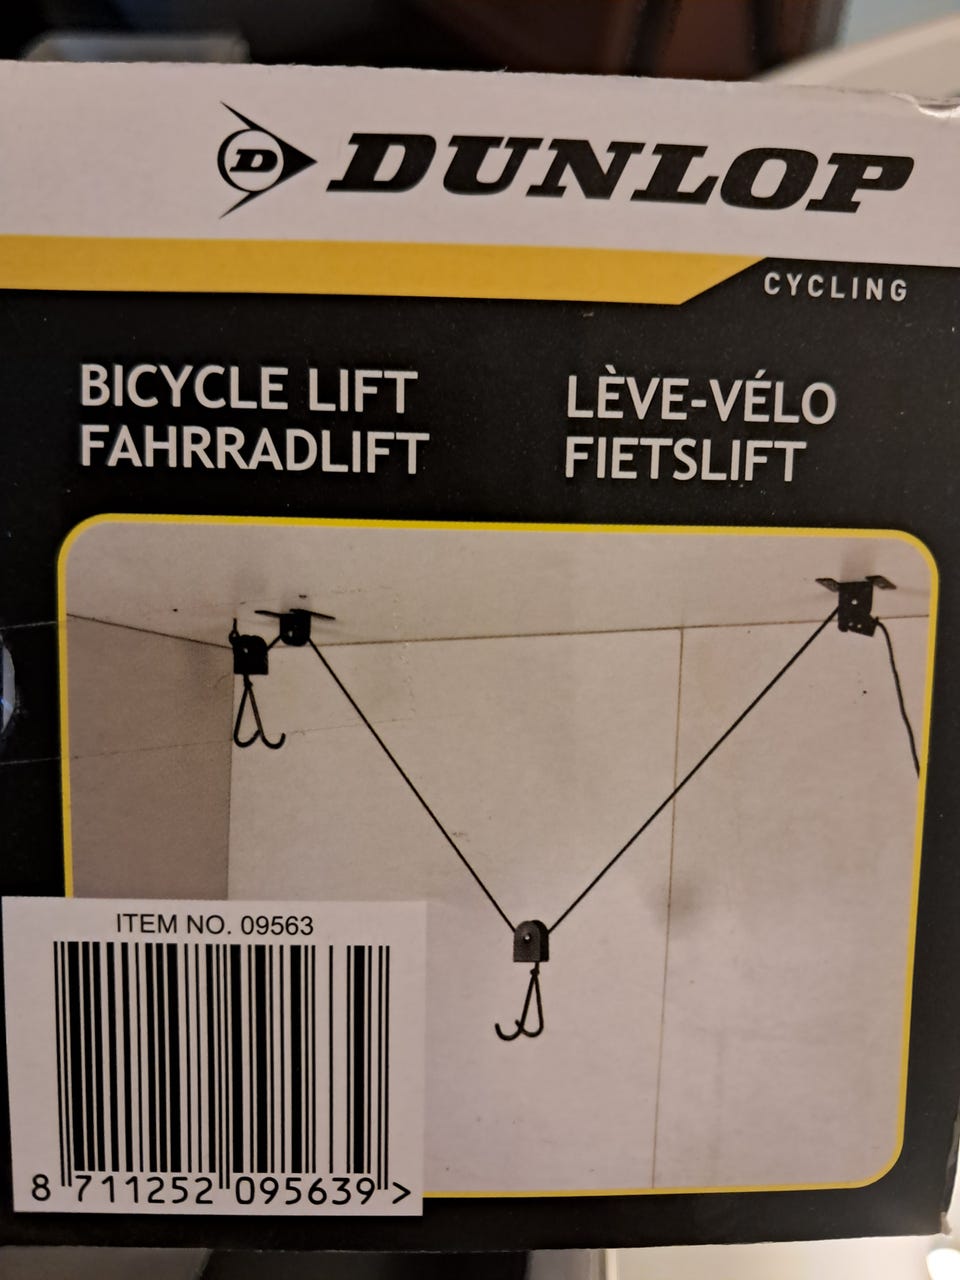 D DUNLOP
CYCLING
BICYCLE LIFT
FAHRRADLIFT
LÈVE-VÉLO
FIETSLIFT
ITEM NO. 09563
8 711252 095639 >